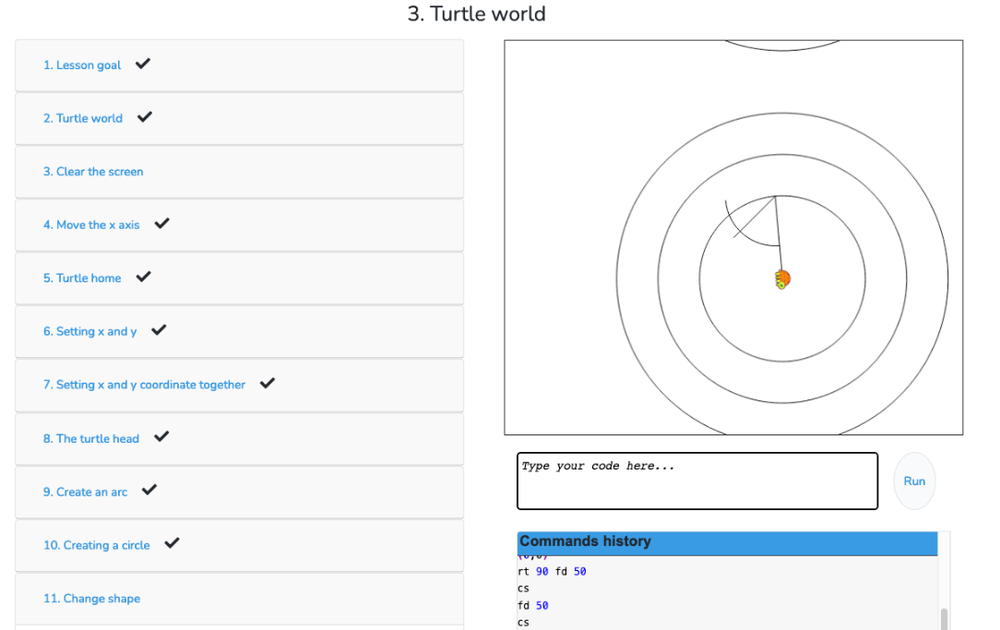 3. Turtle world
1. Lesson goal
2. Turtle world
3. Clear the screen
4. Move the x axis
5. Turtle home
6. Setting x and y
7. Setting x and y coordinate together
8. The turtle head
9. Create an arc
10. Creating a circle
11. Change shape
Type your code here...
Run
Commands history
rt 90 fd 50
cs
fd 50
cs